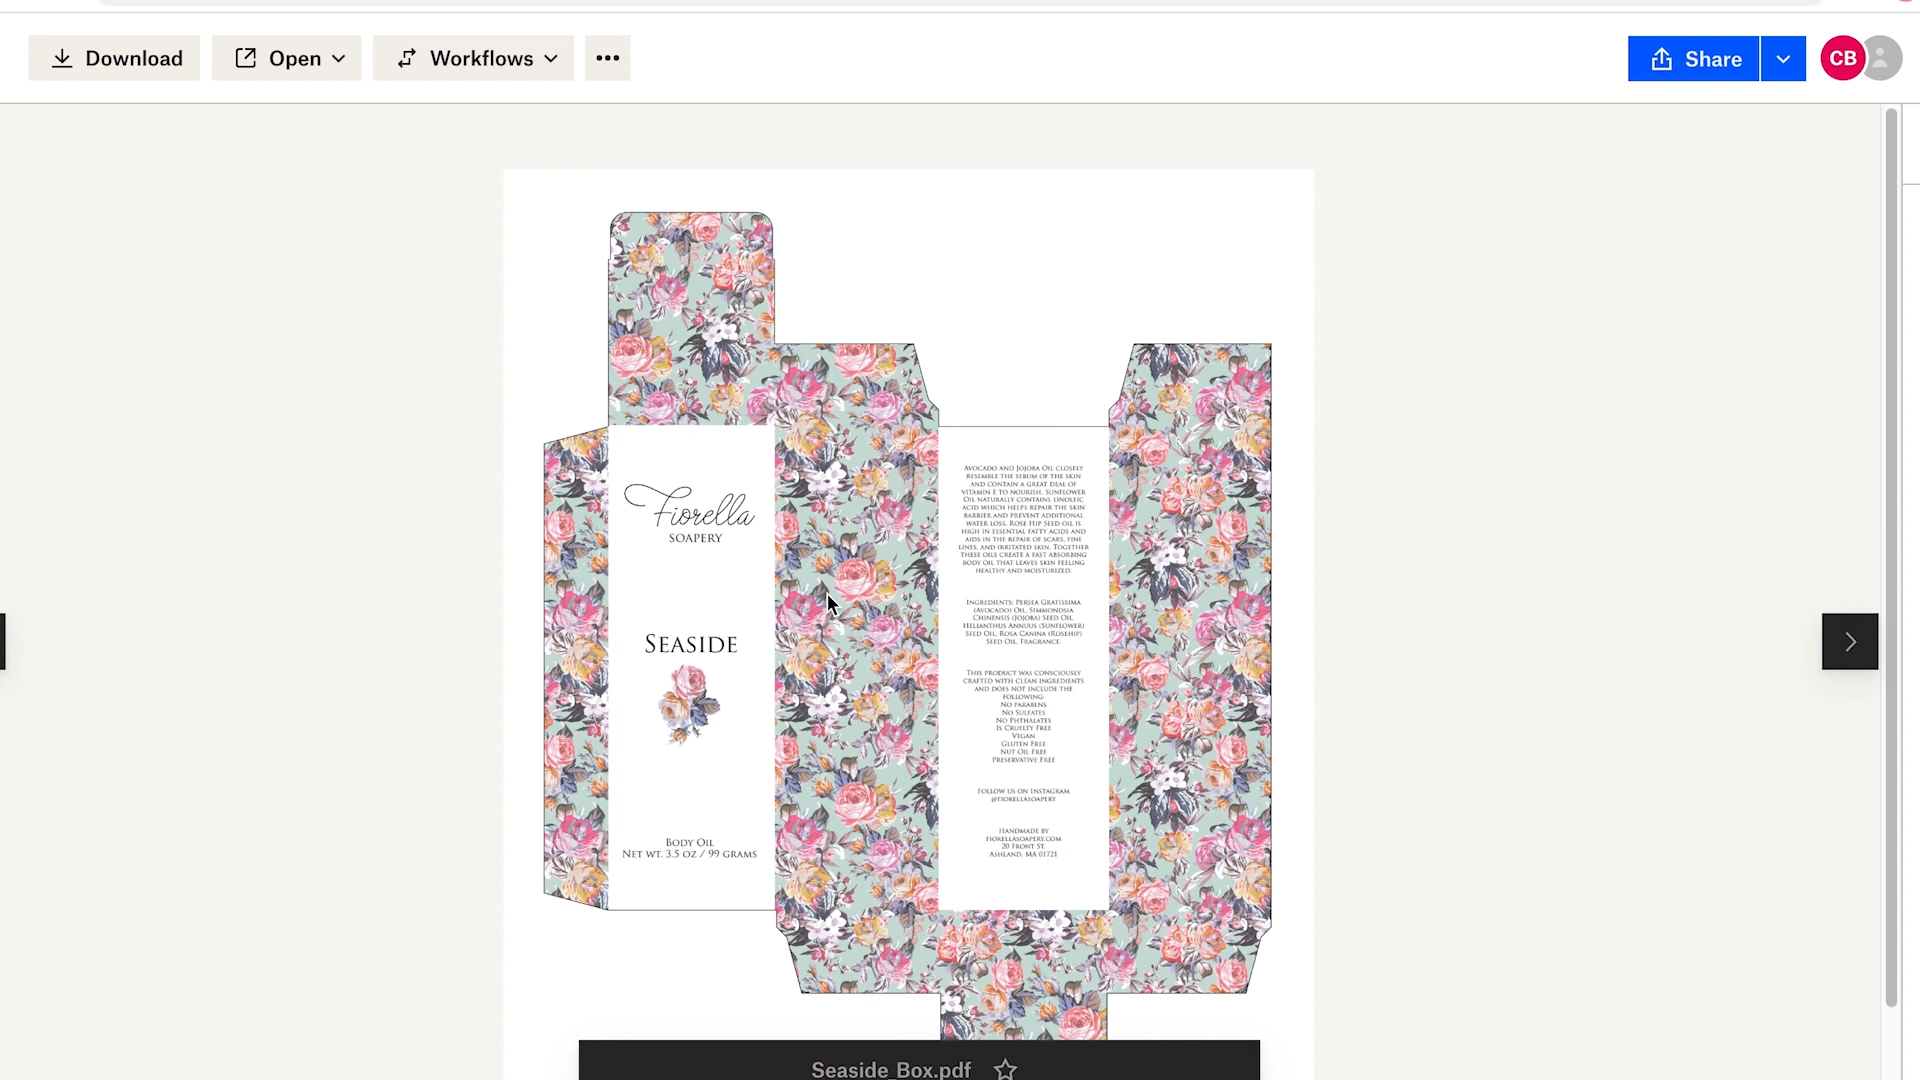 Download
Open
Workflows
Share
CB
Fiorella
SOAPERY
SEASIDE
BODY OIL
NET WT. 3.5 OZ / 99 GRAMS
AVOCADO AND JOJOBA OIL CLOSELY
RESEMBLE THE SEBUM OF THE SKIN
AND CONTAIN A GREAT DEAL OF
VITAMIN E TO NOURISH. SUNFLOWER
OIL NATURALLY CONTAINS LINOLEIC
ACID WHICH HELPS REPAIR THE SKIN
BARRIER AND PREVENT ADDITIONAL
WATER LOSS. ROSE HIP SEED OIL IS
HIGH IN ESSENTIAL FATTY ACIDS AND
AIDS IN THE REPAIR OF SCARS, FINE
LINES, AND IRRITATED SKIN. TOGETHER
THESE OILS CREATE A FAST ABSORBING
BODY OIL THAT LEAVES SKIN FEELING
HEALTHY AND MOISTURIZED.
INGREDIENTS: PERSEA GRATISSIMA
(AVOCADO) OIL, SIMMONDSIA
CHINENSIS (JOJOBA) SEED OIL,
HELIANTHUS ANNUUS (SUNFLOWER)
SEED OIL, ROSA CANINA (ROSEHIP)
SEED OIL, FRAGRANCE.
THIS PRODUCT WAS CONSCIOUSLY
CRAFTED WITH CLEAN INGREDIENTS
AND DOES NOT INCLUDE THE
FOLLOWING:
NO PARABENS
NO SULFATES
NO PHTHALATES
IS CRUELTY FREE
VEGAN
GLUTEN FREE
NUT OIL FREE
PRESERVATIVE FREE
FOLLOW US ON INSTAGRAM
@FIORELLASOAPERY
HANDMADE BY
FIORELLASOAPERY.COM
20 FRONT ST.
ASHLAND, MA 01721
Seaside_Box.pdf